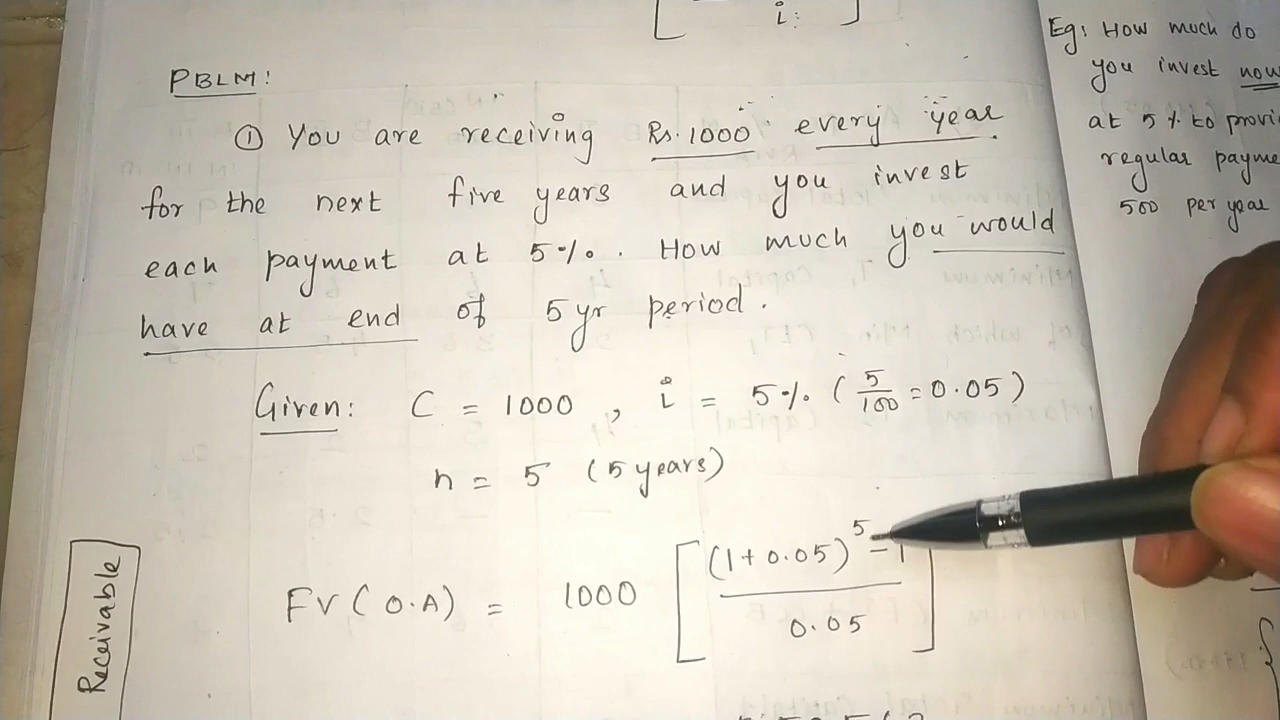 i
PBLM:
① You are receiving Rs. 1000 every year
for the next five years and you invest
each payment at 5%. How much you would
have at end of 5 yr period.
Given: C = 1000, i = 5% (5/100 = 0.05)
n = 5 (5 years)
FV (O.A) = 1000 [ (1+0.05)^5 - 1 / 0.05 ]
Receivable
Eg: How much do
you invest now
at 5% to
regular
500 per year